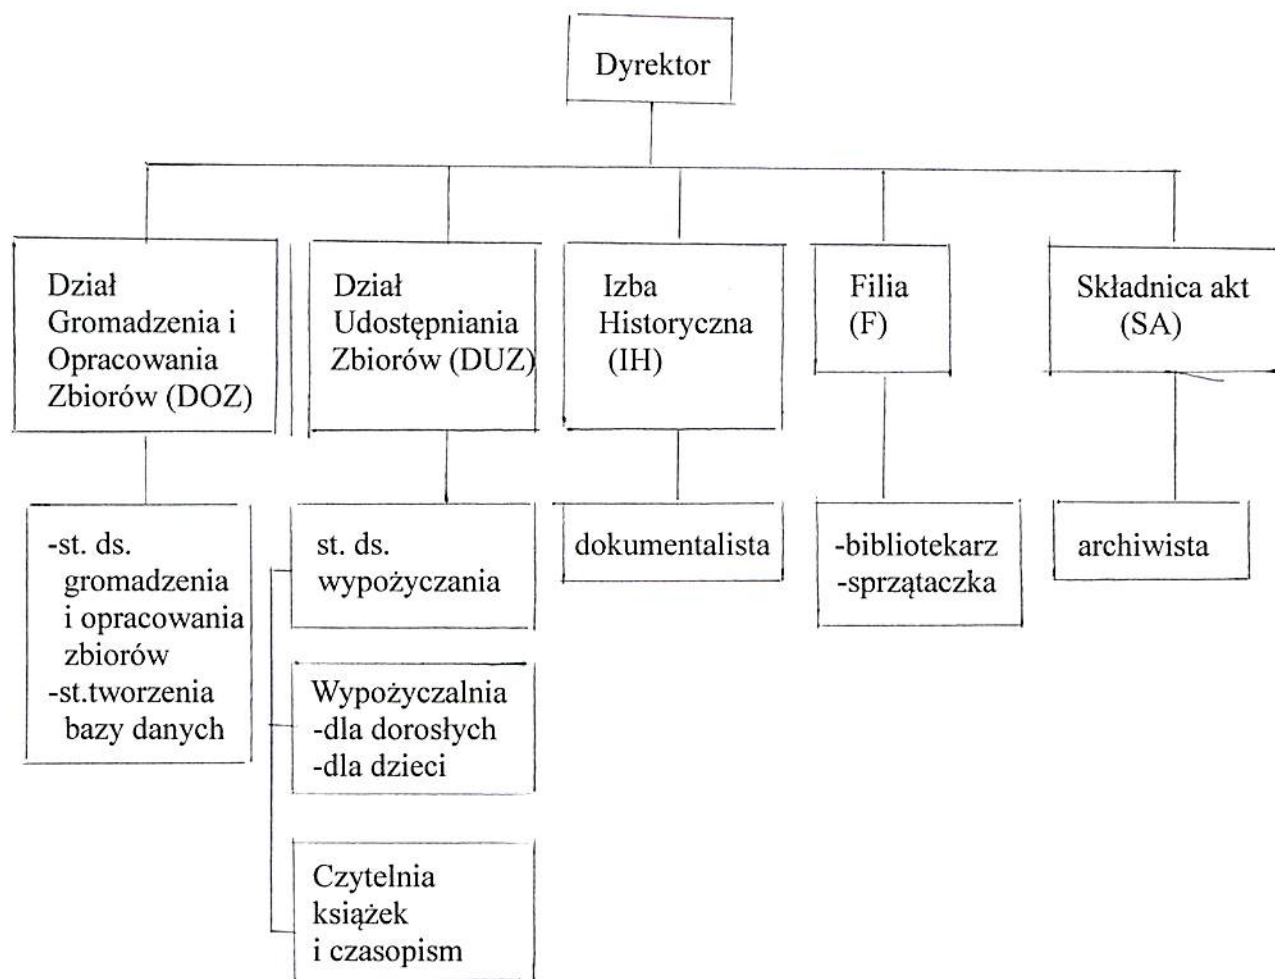 Dyrektor
Dział
Gromadzenia i
Opracowania
Zbiorów (DOZ)
Dział
Udostępniania
Zbiorów (DUZ)
Izba
Historyczna
(IH)
Filia
(F)
Składnica akt
(SA)
-st. ds.
gromadzenia
i opracowania
zbiorów
-st.tworzenia
bazy danych
st. ds.
wypożyczania
Wypożyczalnia
-dla dorosłych
-dla dzieci
Czytelnia
książek
i czasopism
dokumentalista
-bibliotekarz
-sprzątaczka
archiwista